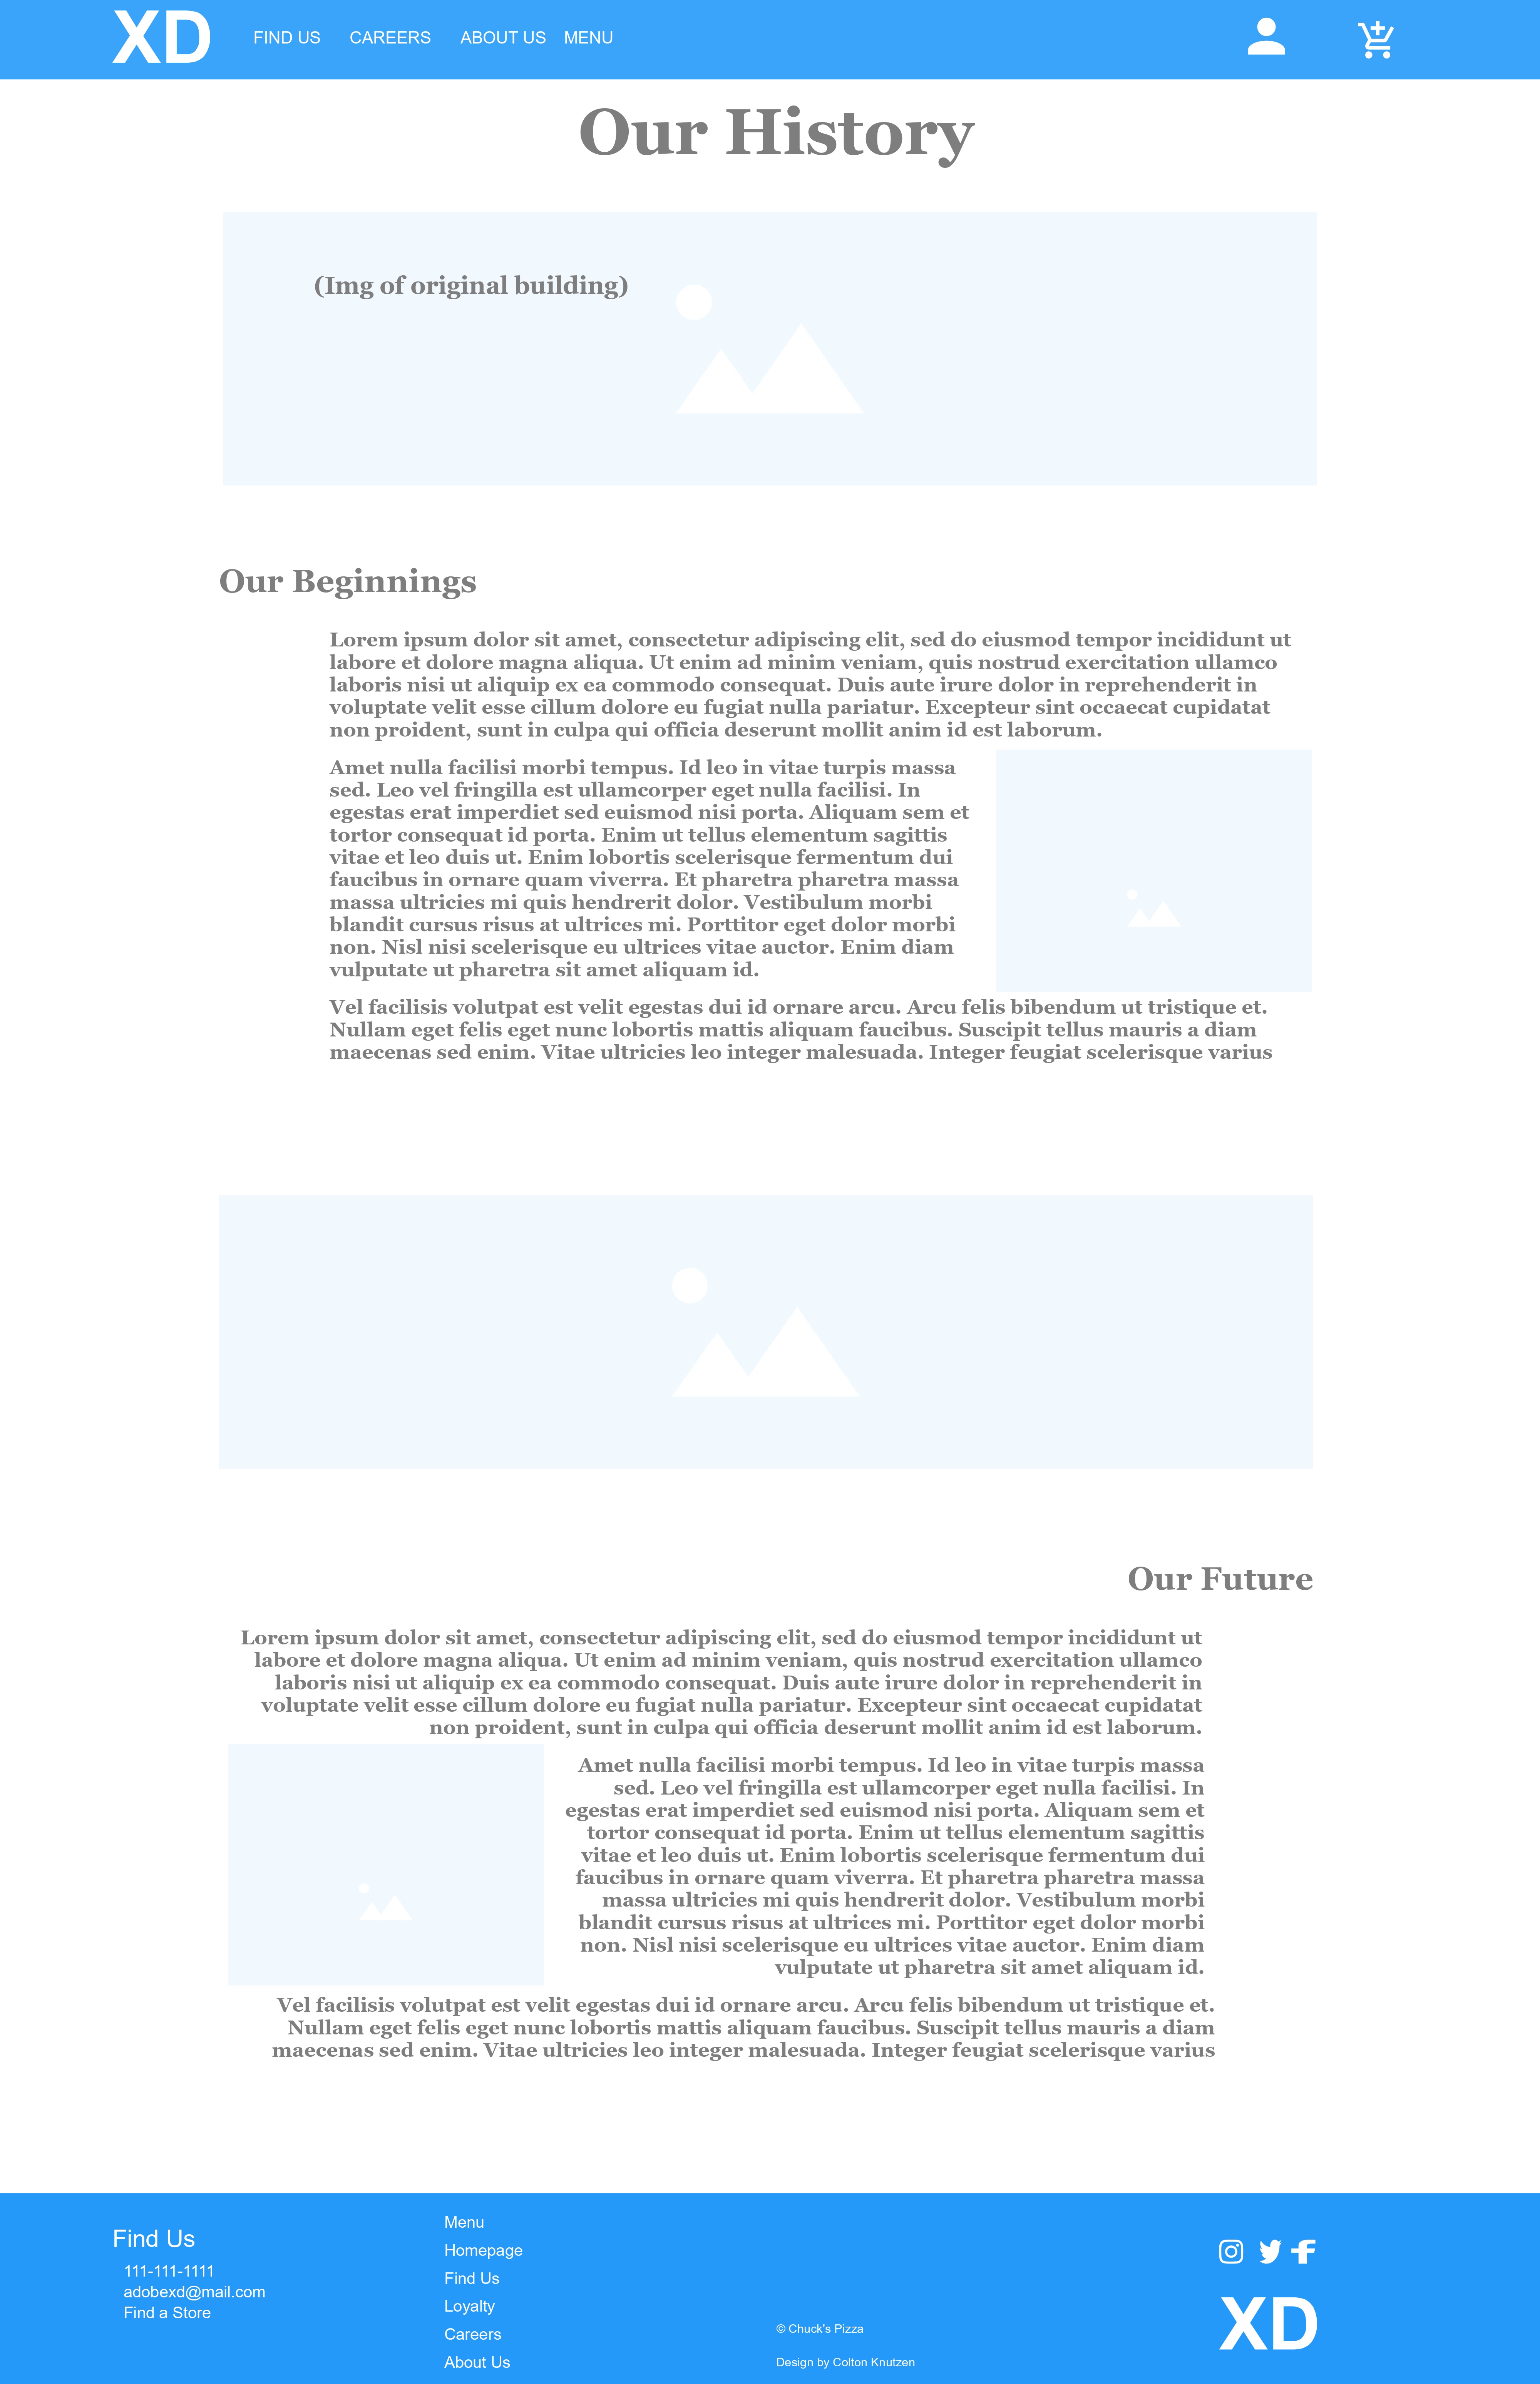 XD
FIND US CAREERS ABOUT US MENU
Our History
(Img of original building)
Our Beginnings
Lorem ipsum dolor sit amet, consectetur adipiscing elit, sed do eiusmod tempor incididunt ut
labore et dolore magna aliqua. Ut enim ad minim veniam, quis nostrud exercitation ullamco
laboris nisi ut aliquip ex ea commodo consequat. Duis aute irure dolor in reprehenderit in
voluptate velit esse cillum dolore eu fugiat nulla pariatur. Excepteur sint occaecat cupidatat
non proident, sunt in culpa qui officia deserunt mollit anim id est laborum.
Amet nulla facilisi morbi tempus. Id leo in vitae turpis massa
sed. Leo vel fringilla est ullamcorper eget nulla facilisi. In
egestas erat imperdiet sed euismod nisi porta. Aliquam sem et
tortor consequat id porta. Enim ut tellus elementum sagittis
vitae et leo duis ut. Enim lobortis scelerisque fermentum dui
faucibus in ornare quam viverra. Et pharetra pharetra massa
massa ultricies mi quis hendrerit dolor. Vestibulum morbi
blandit cursus risus at ultrices mi. Porttitor eget dolor morbi
non. Nisl nisi scelerisque eu ultrices vitae auctor. Enim diam
vulputate ut pharetra sit amet aliquam id.
Vel facilisis volutpat est velit egestas dui id ornare arcu. Arcu felis bibendum ut tristique et.
Nullam eget felis eget nunc lobortis mattis aliquam faucibus. Suscipit tellus mauris a diam
maecenas sed enim. Vitae ultricies leo integer malesuada. Integer feugiat scelerisque varius
Our Future
Lorem ipsum dolor sit amet, consectetur adipiscing elit, sed do eiusmod tempor incididunt ut
labore et dolore magna aliqua. Ut enim ad minim veniam, quis nostrud exercitation ullamco
laboris nisi ut aliquip ex ea commodo consequat. Duis aute irure dolor in reprehenderit in
voluptate velit esse cillum dolore eu fugiat nulla pariatur. Excepteur sint occaecat cupidatat
non proident, sunt in culpa qui officia deserunt mollit anim id est laborum.
Amet nulla facilisi morbi tempus. Id leo in vitae turpis massa
sed. Leo vel fringilla est ullamcorper eget nulla facilisi. In
egestas erat imperdiet sed euismod nisi porta. Aliquam sem et
tortor consequat id porta. Enim ut tellus elementum sagittis
vitae et leo duis ut. Enim lobortis scelerisque fermentum dui
faucibus in ornare quam viverra. Et pharetra pharetra massa
massa ultricies mi quis hendrerit dolor. Vestibulum morbi
blandit cursus risus at ultrices mi. Porttitor eget dolor morbi
non. Nisl nisi scelerisque eu ultrices vitae auctor. Enim diam
vulputate ut pharetra sit amet aliquam id.
Vel facilisis volutpat est velit egestas dui id ornare arcu. Arcu felis bibendum ut tristique et.
Nullam eget felis eget nunc lobortis mattis aliquam faucibus. Suscipit tellus mauris a diam
maecenas sed enim. Vitae ultricies leo integer malesuada. Integer feugiat scelerisque varius
Find Us
111-111-1111
adobexd@mail.com
Find a Store
Menu
Homepage
Find Us
Loyalty
Careers
About Us
© Chuck's Pizza
Design by Colton Knutzen
XD